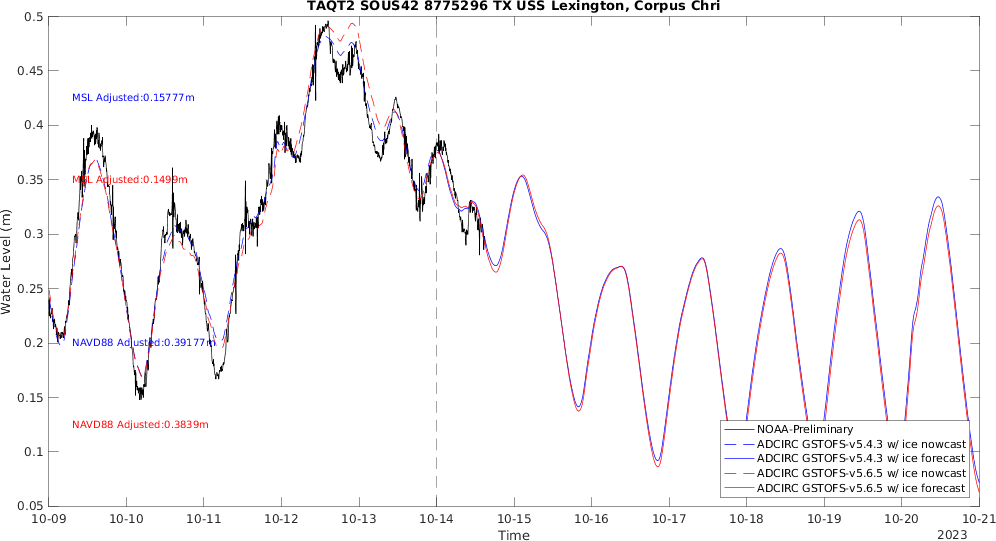 TAQT2 SOUS42 8775296 TX USS Lexington, Corpus Chri
0.5
0.45
0.4
0.35
0.3
0.25
0.2
0.15
0.1
0.05
Water Level (m)
MSL Adjusted:0.15777m
MSL Adjusted:0.1499m
NAVD88 Adjusted:0.39177m
NAVD88 Adjusted:0.3839m
NOAA-Preliminary
ADCIRC GSTOFS-v5.4.3 w/ ice nowcast
ADCIRC GSTOFS-v5.4.3 w/ ice forecast
ADCIRC GSTOFS-v5.6.5 w/ ice nowcast
ADCIRC GSTOFS-v5.6.5 w/ ice forecast
10-09 10-10 10-11 10-12 10-13 10-14 10-15 10-16 10-17 10-18 10-19 10-20 10-21
Time
2023